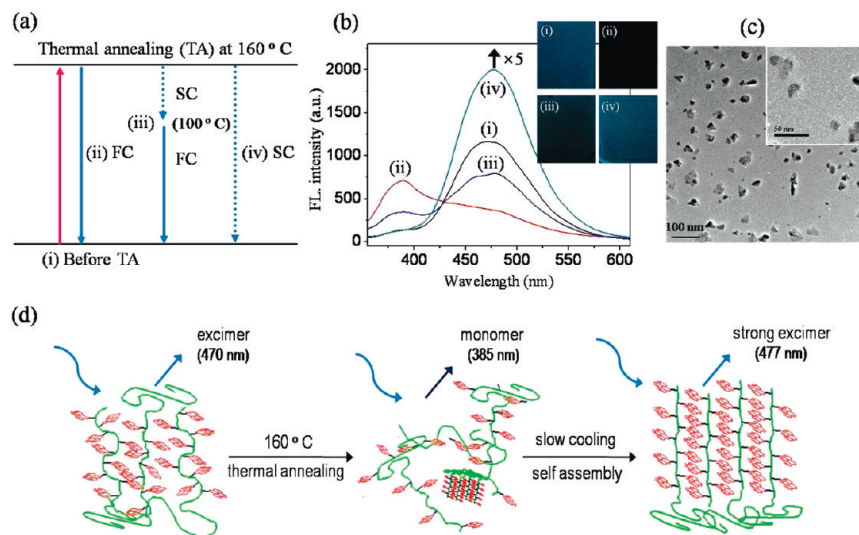 (a)
Thermal annealing (TA) at 160 °C
SC
(iii)
(100 °C)
(ii) FC
FC
(iv) SC
(i) Before TA
(b)
×5
2000
1500
1000
500
0
FL. intensity (a.u.)
(iv)
(i)
(iii)
(ii)
400
450
500
550
600
Wavelength (nm)
(i)
(ii)
(iii)
(iv)
(c)
50 nm
100 nm
(d)
excimer
(470 nm)
160 °C
thermal annealing
monomer
(385 nm)
slow cooling
self assembly
strong excimer
(477 nm)